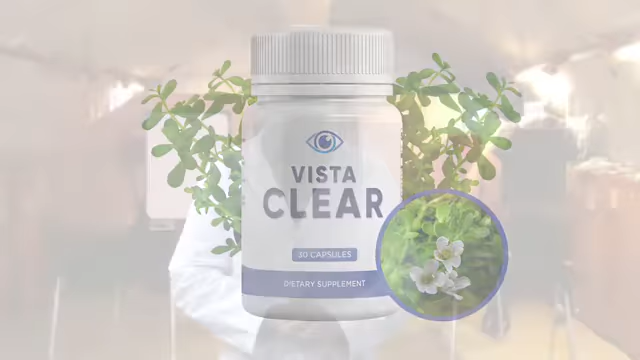 VISTA
CLEAR
30 CAPSULES
DIETARY SUPPLEMENT